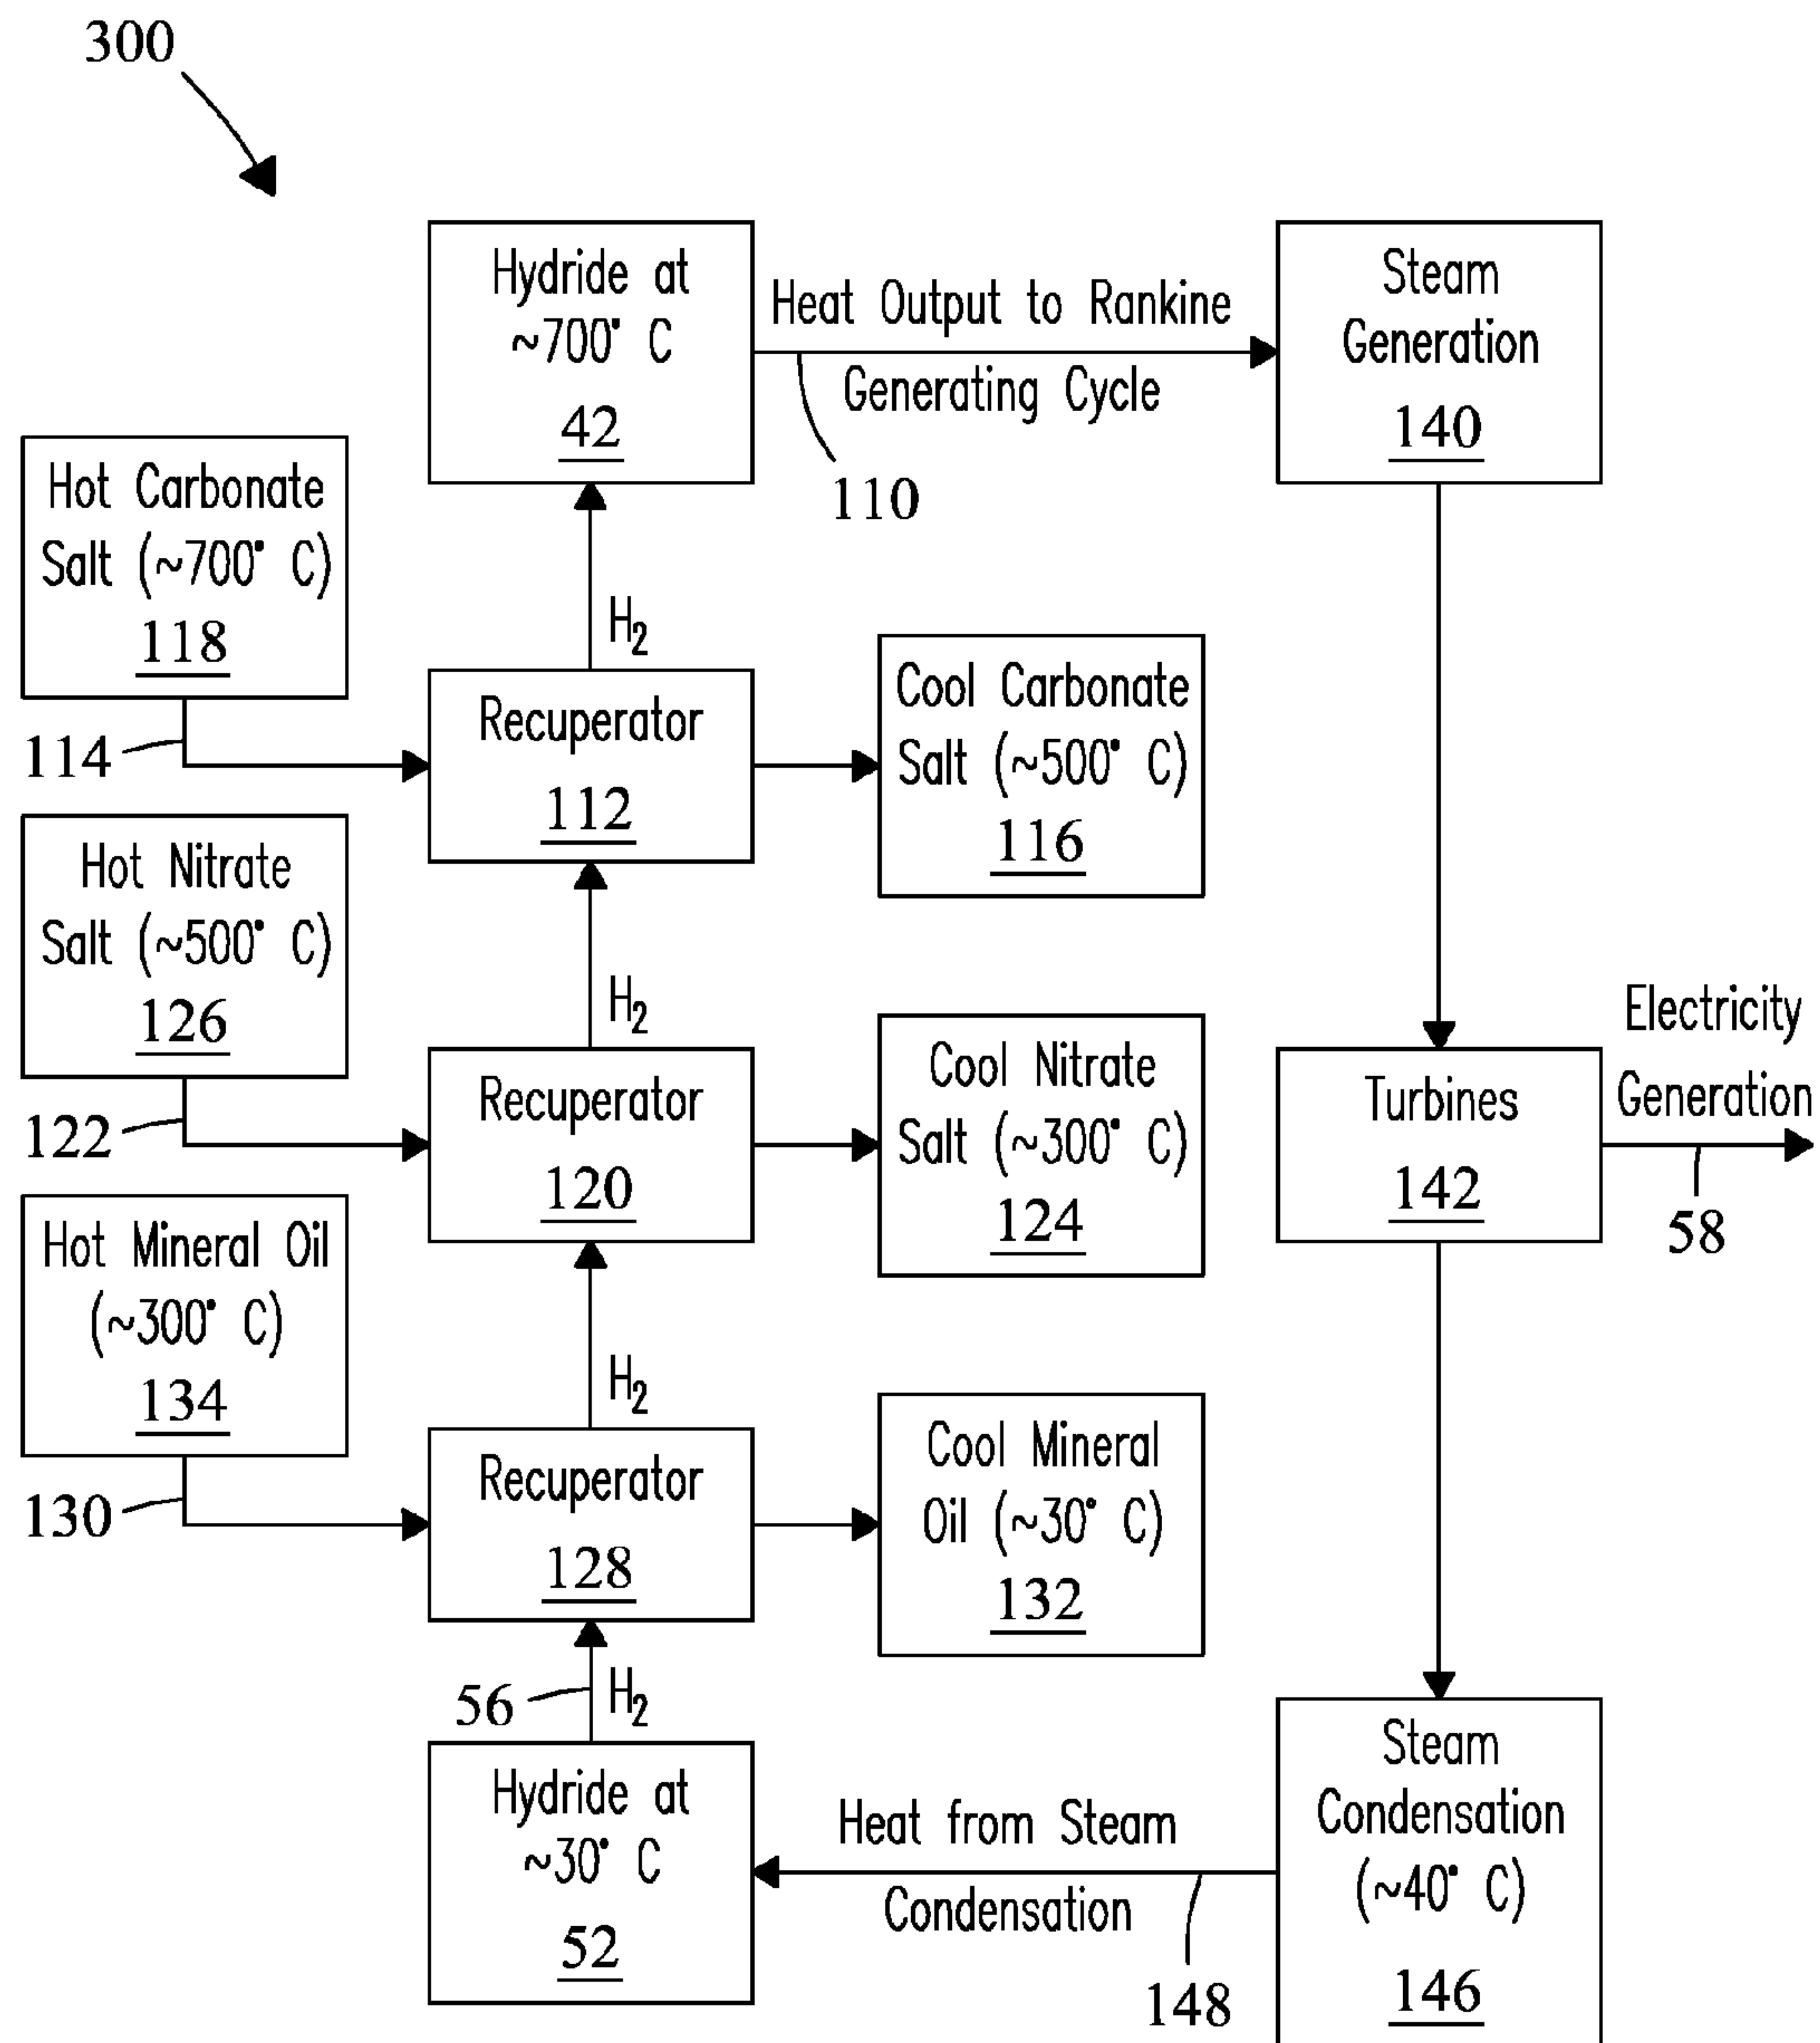 300
Hydride at
~700° C
42
Heat Output to Rankine
Generating Cycle
110
Steam
Generation
140
Hot Carbonate
Salt (~700° C)
118
114
H2
Recuperator
112
Cool Carbonate
Salt (~500° C)
116
Hot Nitrate
Salt (~500° C)
126
122
H2
Recuperator
120
Cool Nitrate
Salt (~300° C)
124
Turbines
142
Electricity
Generation
58
Hot Mineral Oil
(~300° C)
134
130
H2
Recuperator
128
Cool Mineral
Oil (~30° C)
132
56
H2
Hydride at
~30° C
52
Heat from Steam
Condensation
148
Steam
Condensation
(~40° C)
146